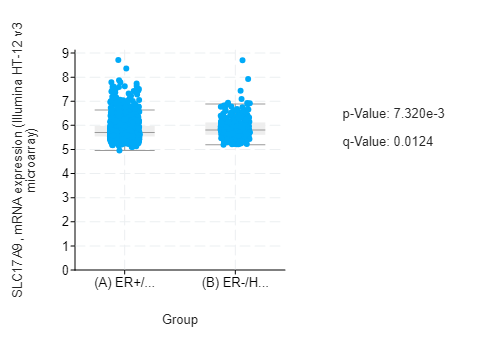 SLC17A9, mRNA expression (Illumina HT-12 v3
microarray)
9
8
7
6
5
4
3
2
1
0
(A) ER+/...
(B) ER-/H...
Group
p-Value: 7.320e-3
q-Value: 0.0124